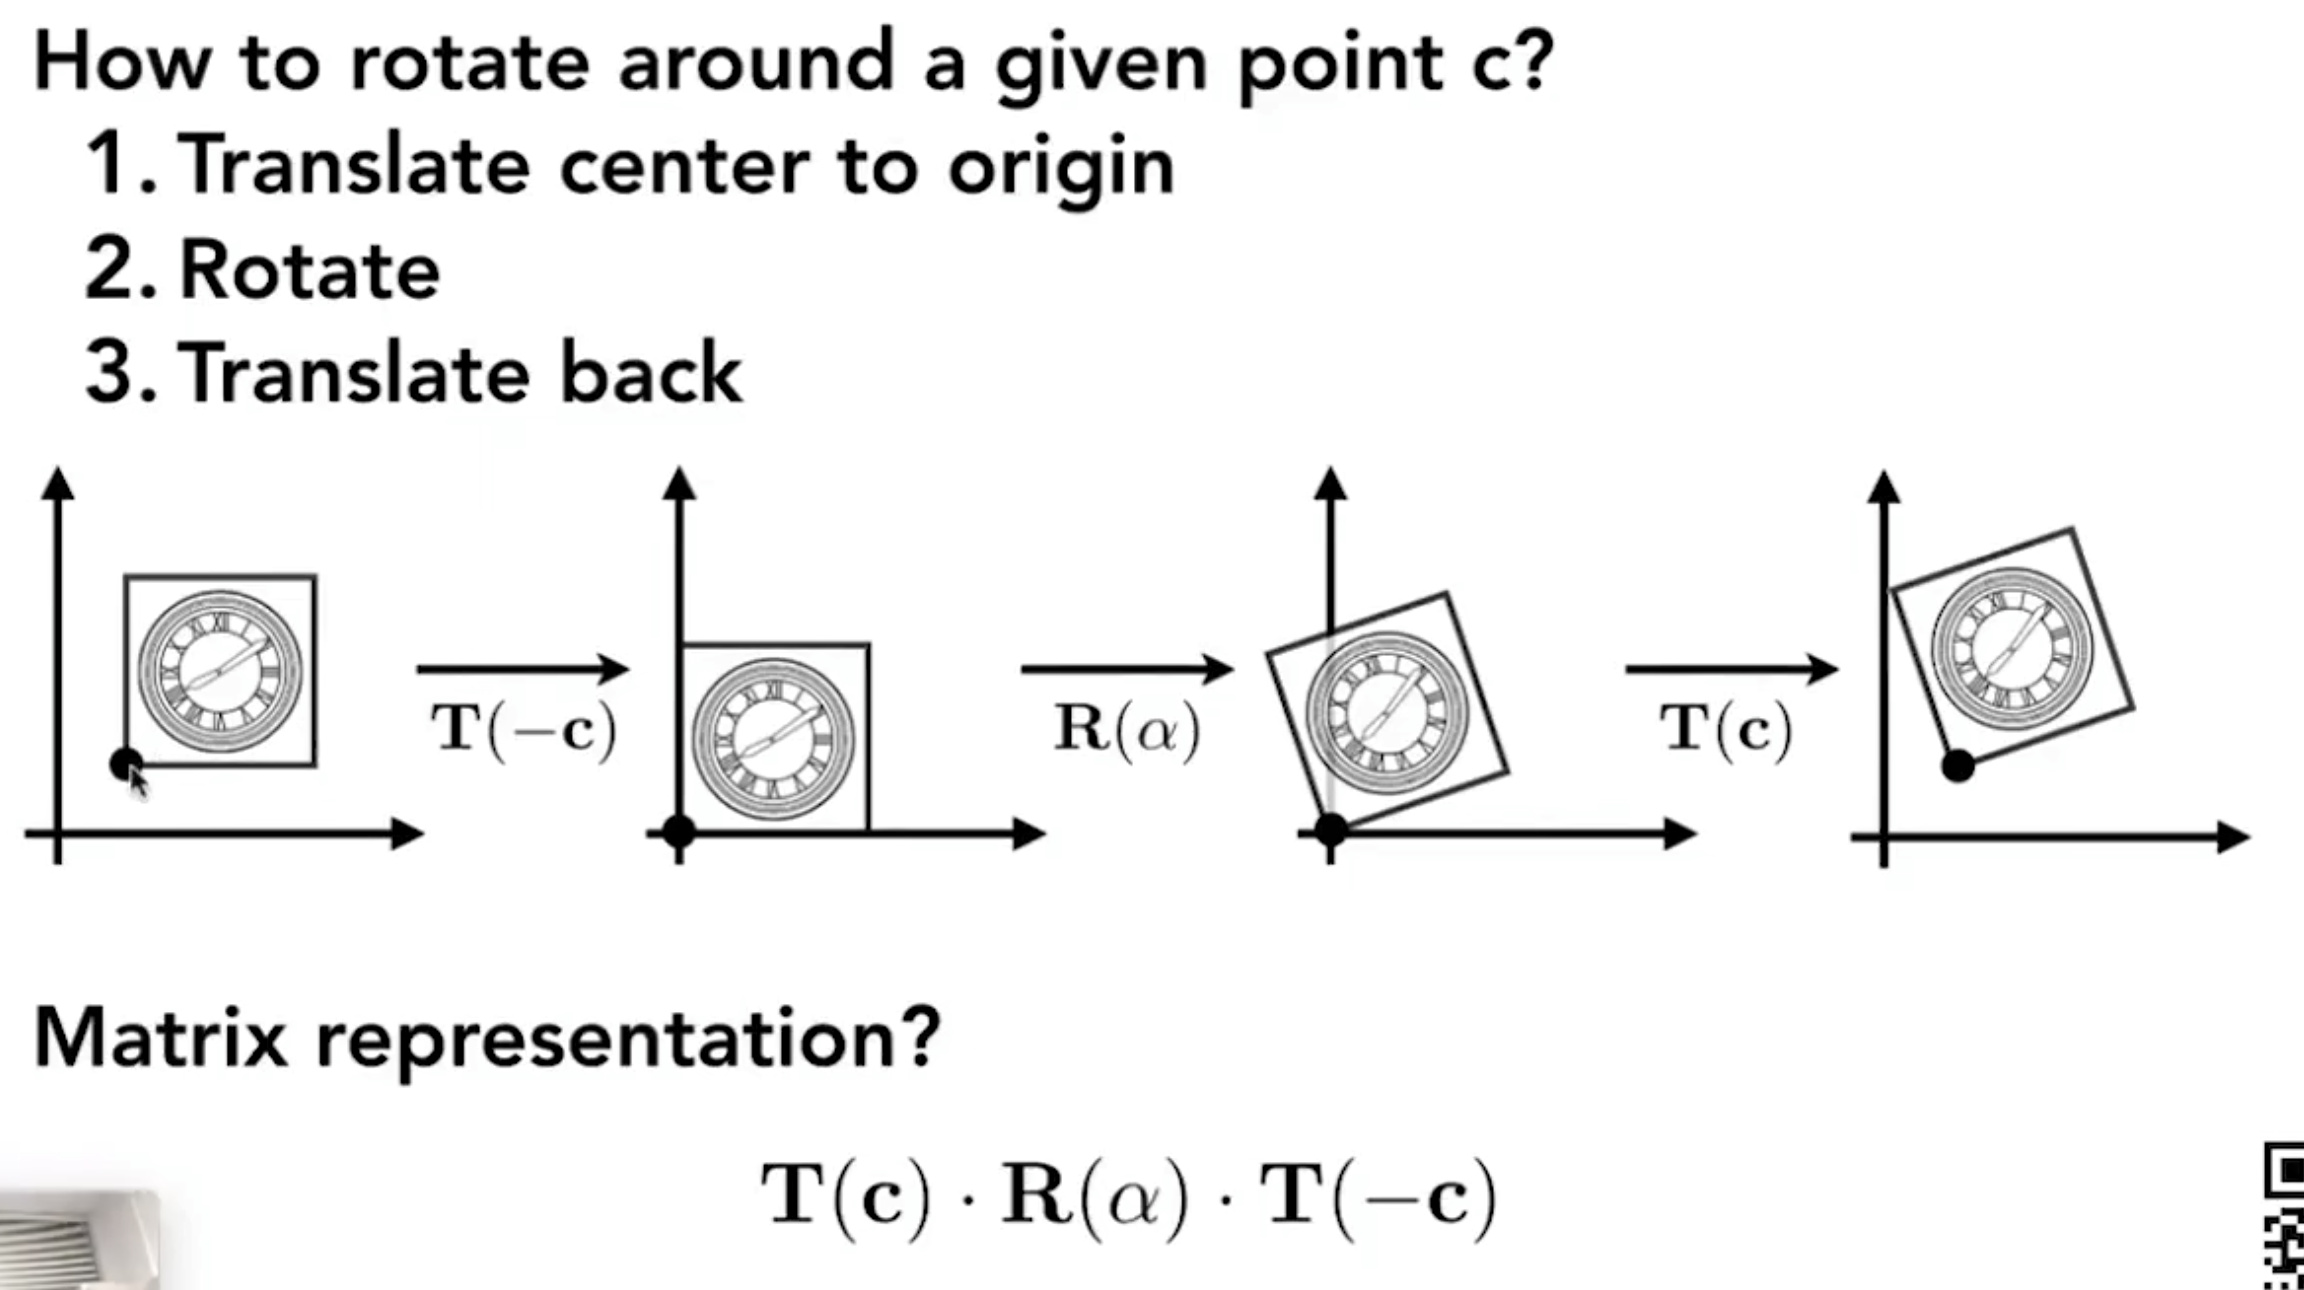 How to rotate around a given point c?
1. Translate center to origin
2. Rotate
3. Translate back
T(−c)
R(α)
T(c)
Matrix representation?
T(c) · R(α) · T(−c)